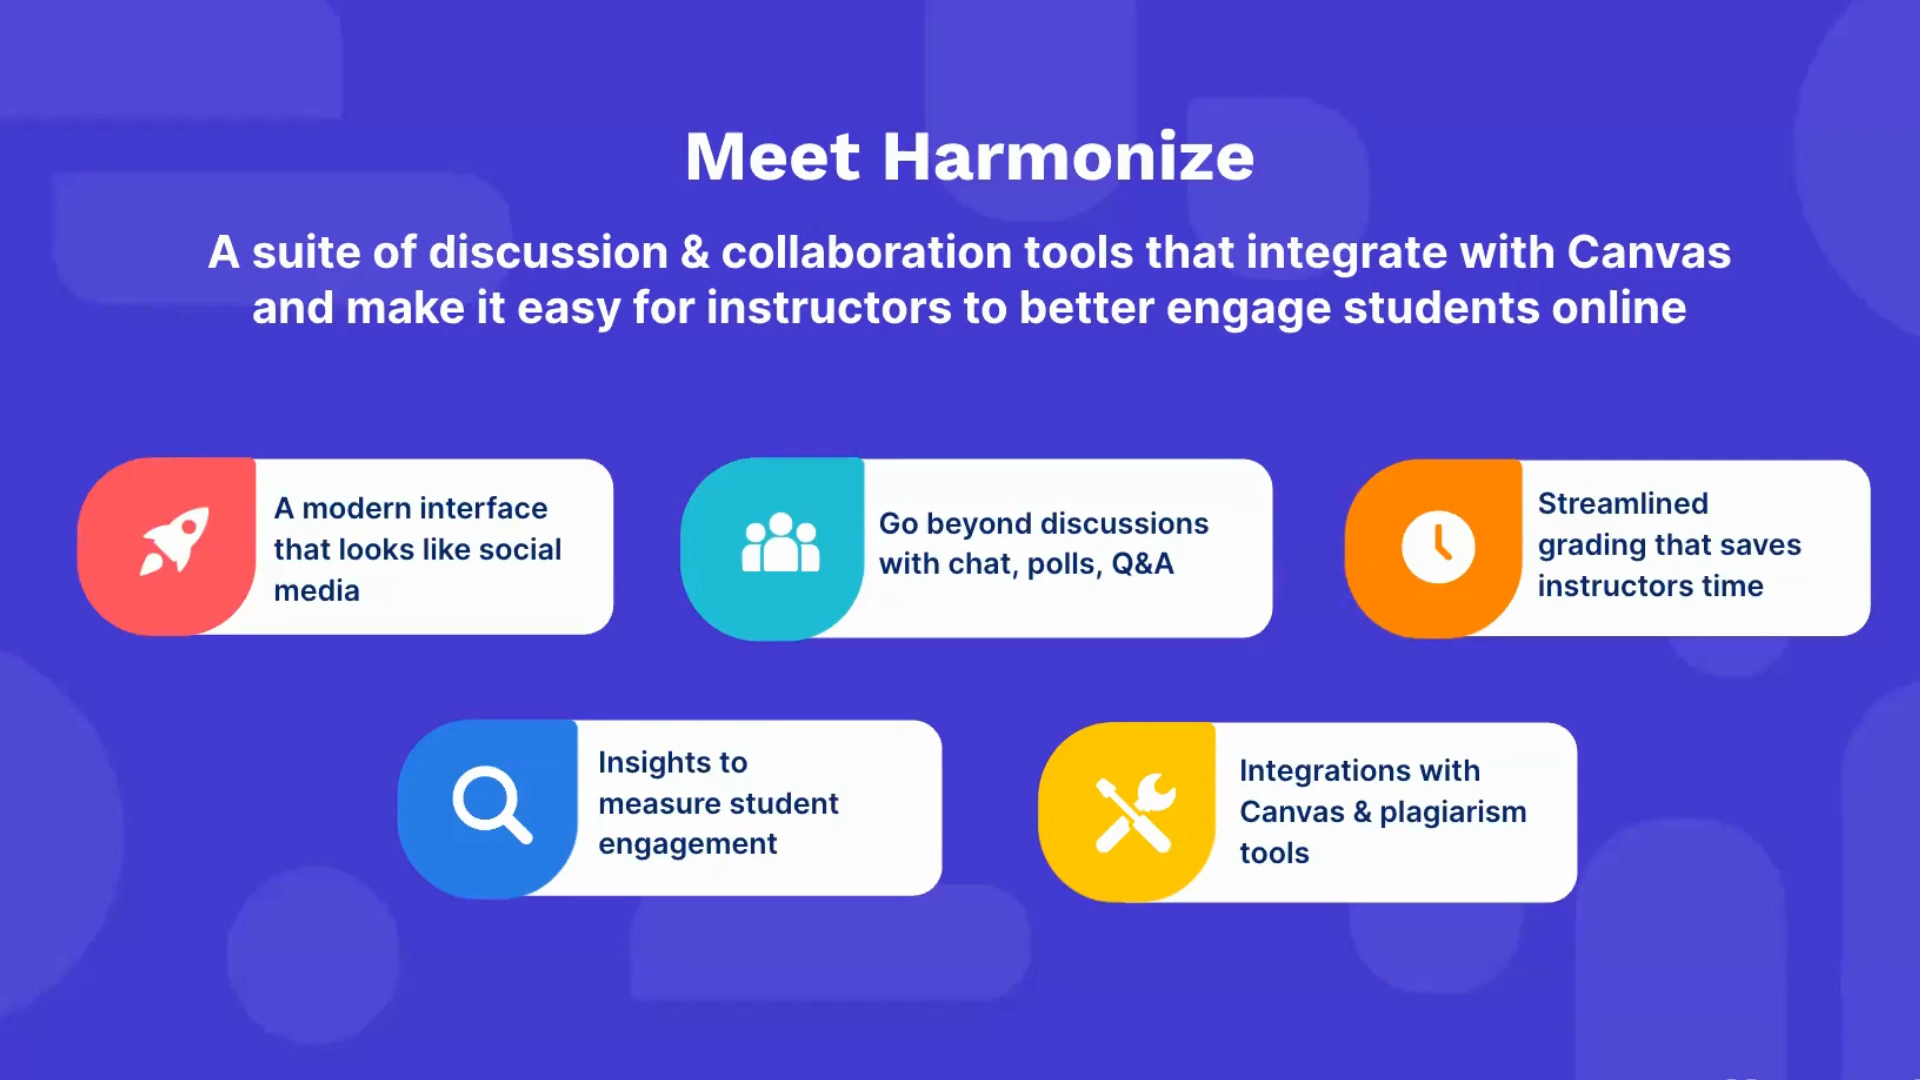 Meet Harmonize
A suite of discussion & collaboration tools that integrate with Canvas
and make it easy for instructors to better engage students online
A modern interface
that looks like social
media
Go beyond discussions
with chat, polls, Q&A
Streamlined
grading that saves
instructors time
Insights to
measure student
engagement
Integrations with
Canvas & plagiarism
tools